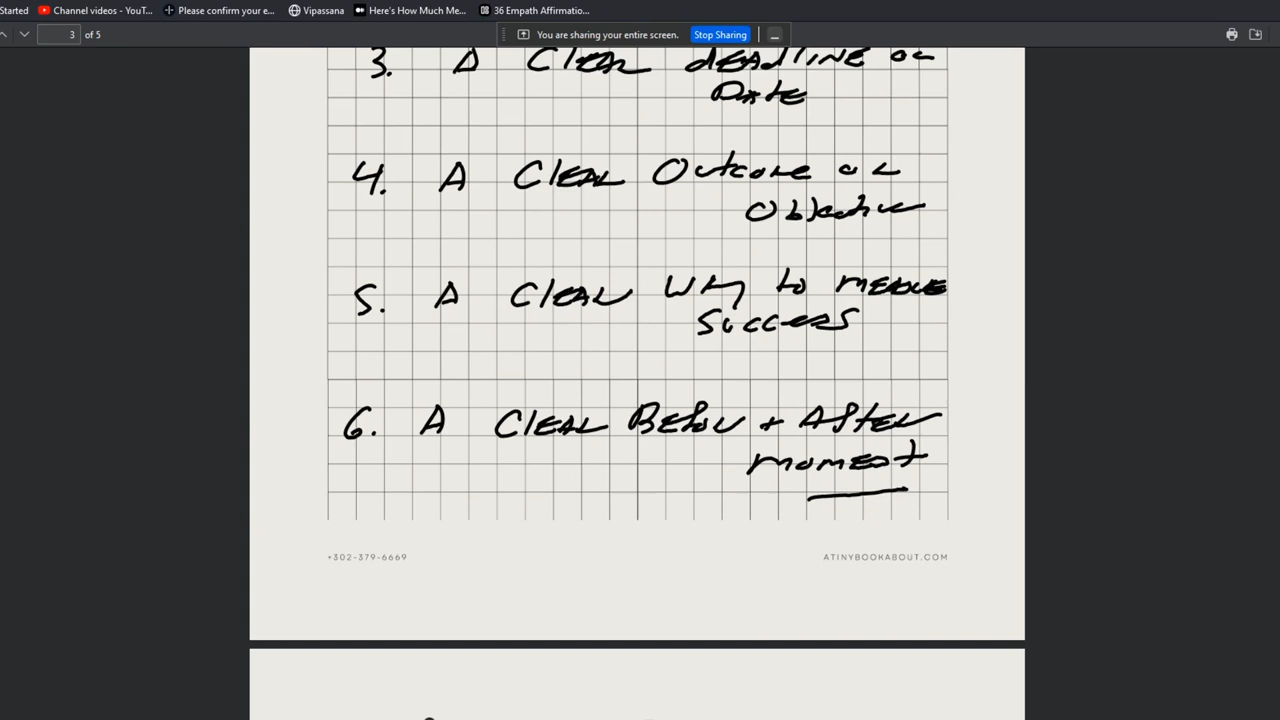 Started
Channel videos - YouT...
Please confirm your e...
Vipassana
Here's How Much Me...
36 Empath Affirmatio...
3 of 5
You are sharing your entire screen.
Stop Sharing
3. A Clear deadline or
Date
4. A Clear Outcome or
Objective
5. A Clear Way to measure
Success
6. A Clear Before + After
moment
+302-379-6669
ATINYBOOKABOUT.COM